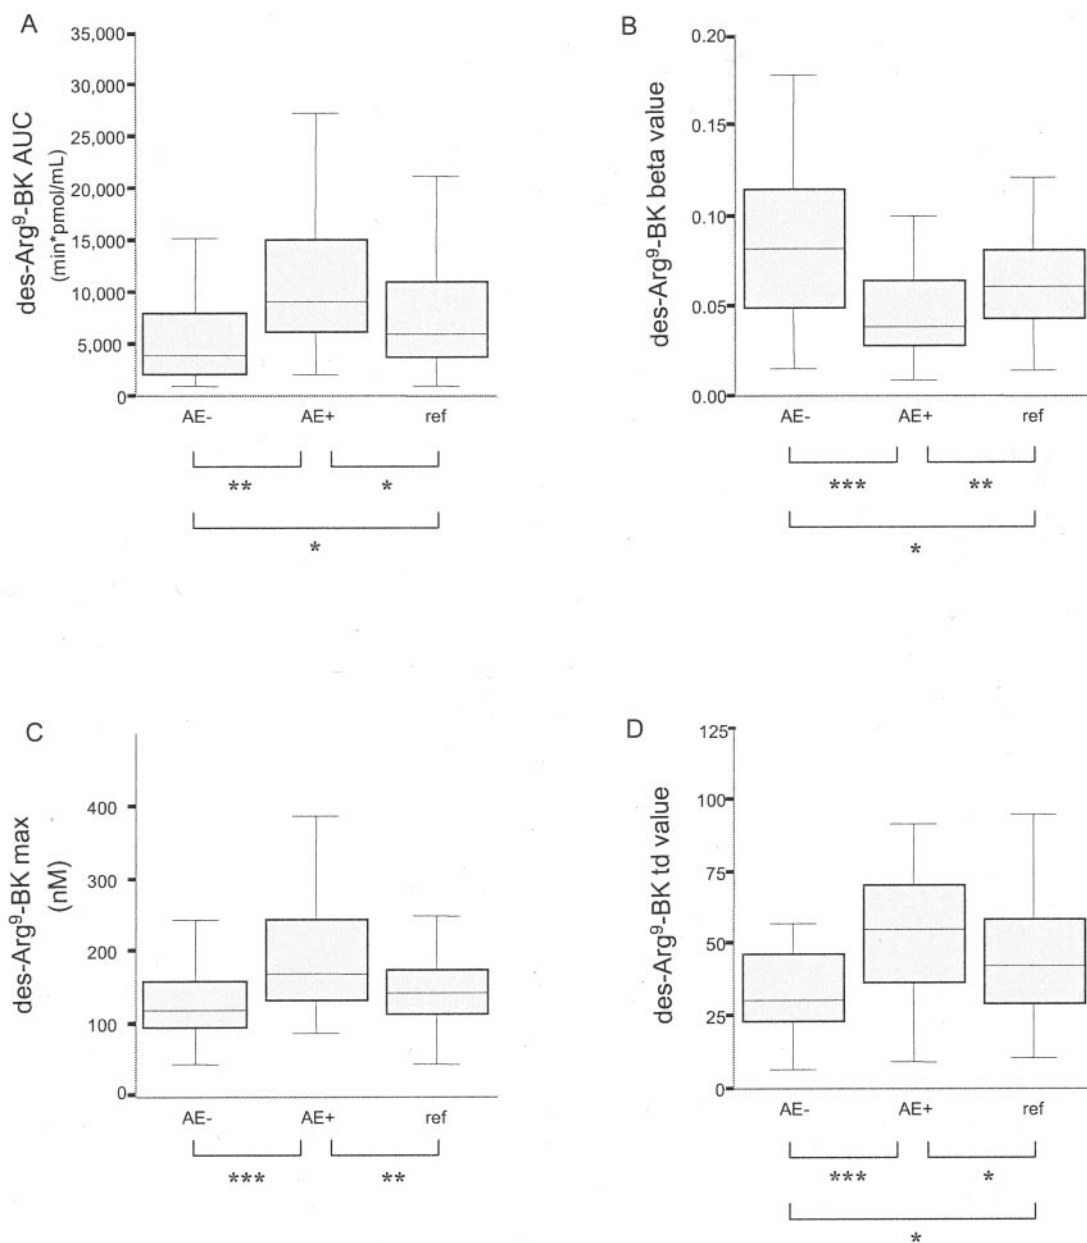 A
des-Arg⁹-BK AUC
(min*pmol/mL)
35,000
30,000
25,000
20,000
15,000
10,000
5,000
0
AE-
AE+
ref
**
*
*
B
des-Arg⁹-BK beta value
0.20
0.15
0.10
0.05
0.00
AE-
AE+
ref
***
**
*
C
des-Arg⁹-BK max
(nM)
400
300
200
100
0
AE-
AE+
ref
***
**
D
des-Arg⁹-BK td value
125
100
75
50
25
0
AE-
AE+
ref
***
*
*